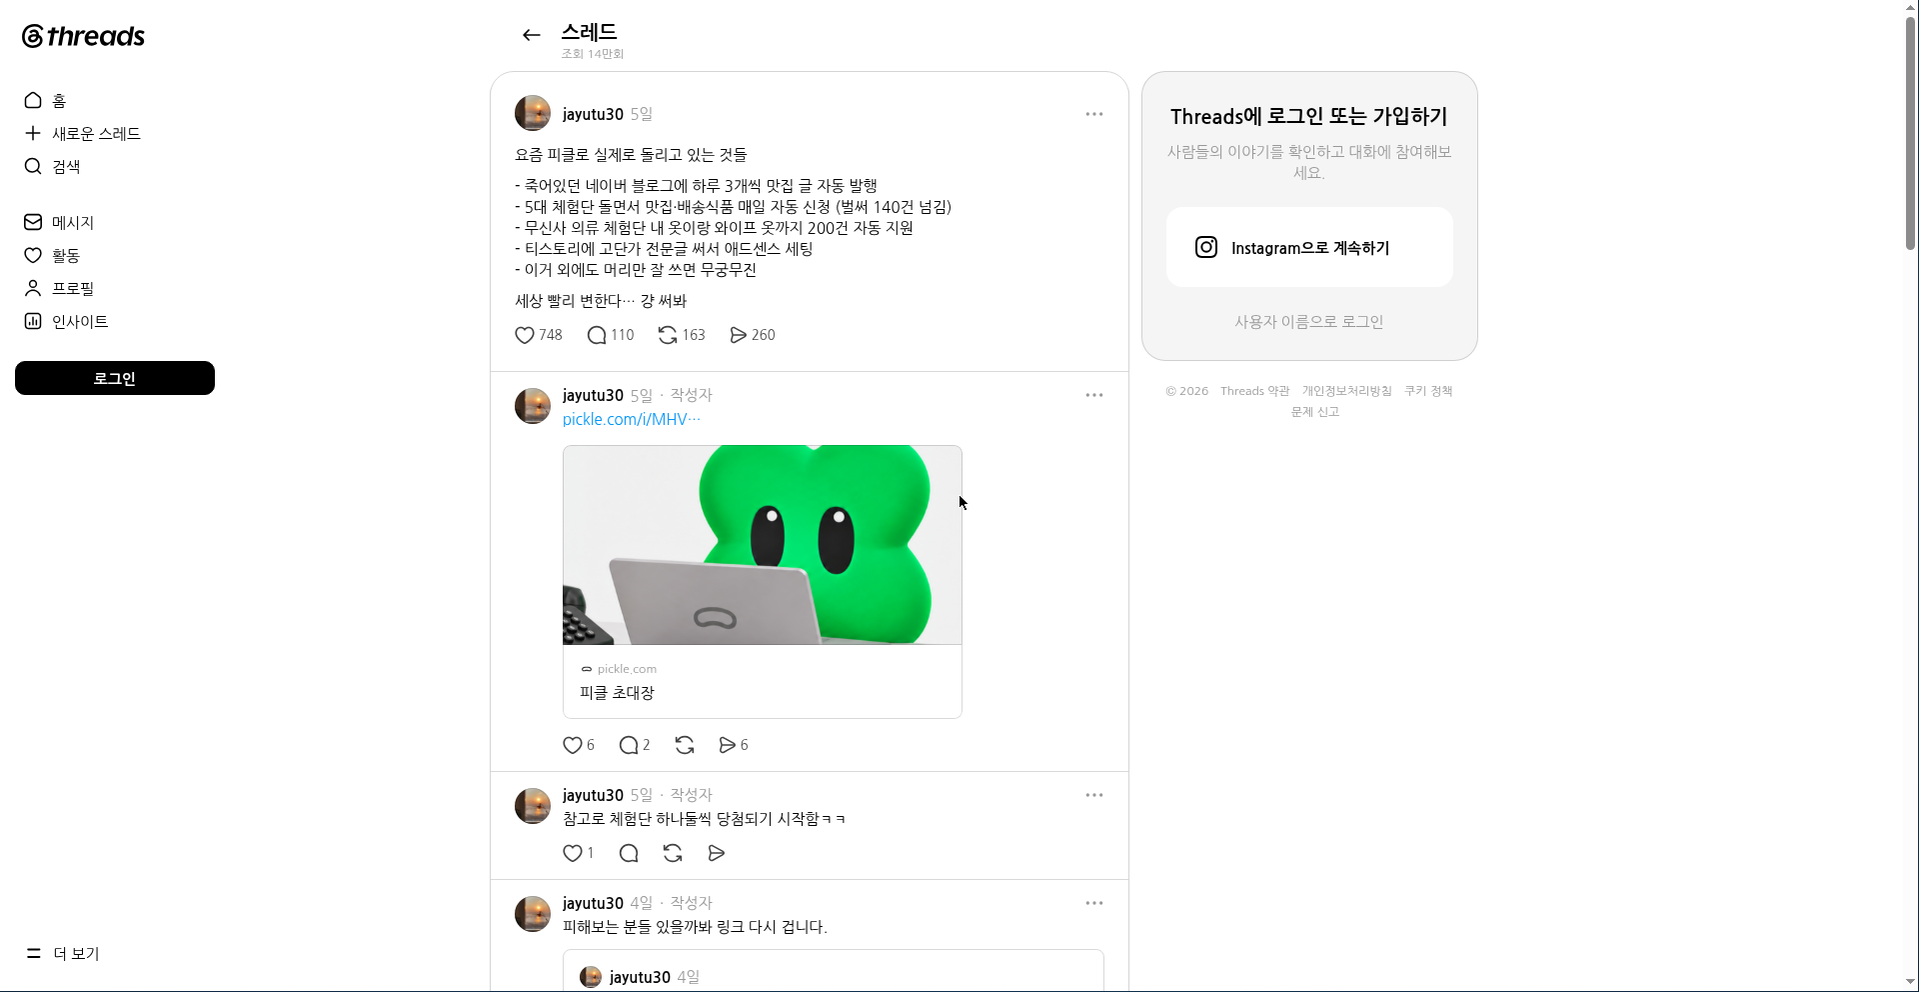 threads
홈
새로운 스레드
검색
메시지
활동
프로필
인사이트
로그인
더 보기
스레드
조회 14만회
jayutu30 5일
요즘 피클로 실제로 돌리고 있는 것들
- 죽어있던 네이버 블로그에 하루 3개씩 맛집 글 자동 발행
- 5대 체험단 돌면서 맛집·배송식품 매일 자동 신청 (벌써 140건 넘김)
- 무신사 의류 체험단 내 옷이랑 와이프 옷까지 200건 자동 지원
- 티스토리에 고단가 전문글 써서 애드센스 세팅
- 이거 외에도 머리만 잘 쓰면 무궁무진
세상 빨리 변한다… 걍 써봐
748 110 163 260
jayutu30 5일 · 작성자
pickle.com/i/MHV…
pickle.com
피클 초대장
6 2 6
jayutu30 5일 · 작성자
참고로 체험단 하나둘씩 당첨되기 시작함ㅋㅋ
1
jayutu30 4일 · 작성자
피해보는 분들 있을까봐 링크 다시 겁니다.
jayutu30 4일
Threads에 로그인 또는 가입하기
사람들의 이야기를 확인하고 대화에 참여해보
세요.
Instagram으로 계속하기
사용자 이름으로 로그인
© 2026 Threads 약관 개인정보처리방침 쿠키 정책
문제 신고